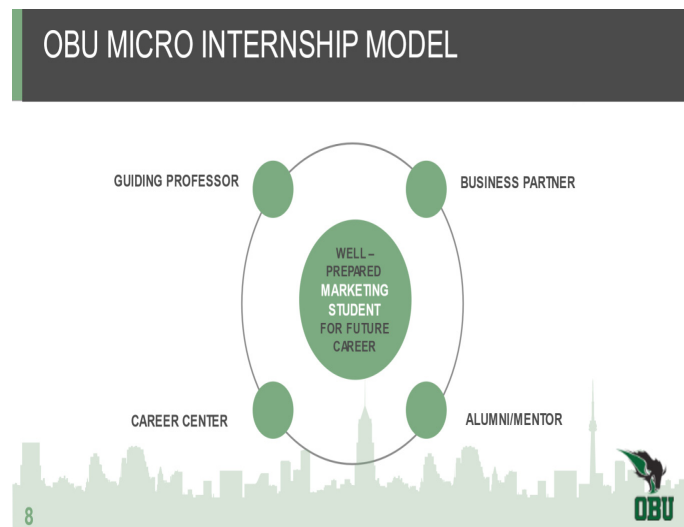 OBU MICRO INTERNSHIP MODEL
GUIDING PROFESSOR
BUSINESS PARTNER
WELL –
PREPARED
MARKETING
STUDENT
FOR FUTURE
CAREER
CAREER CENTER
ALUMNI/MENTOR
8
OBU